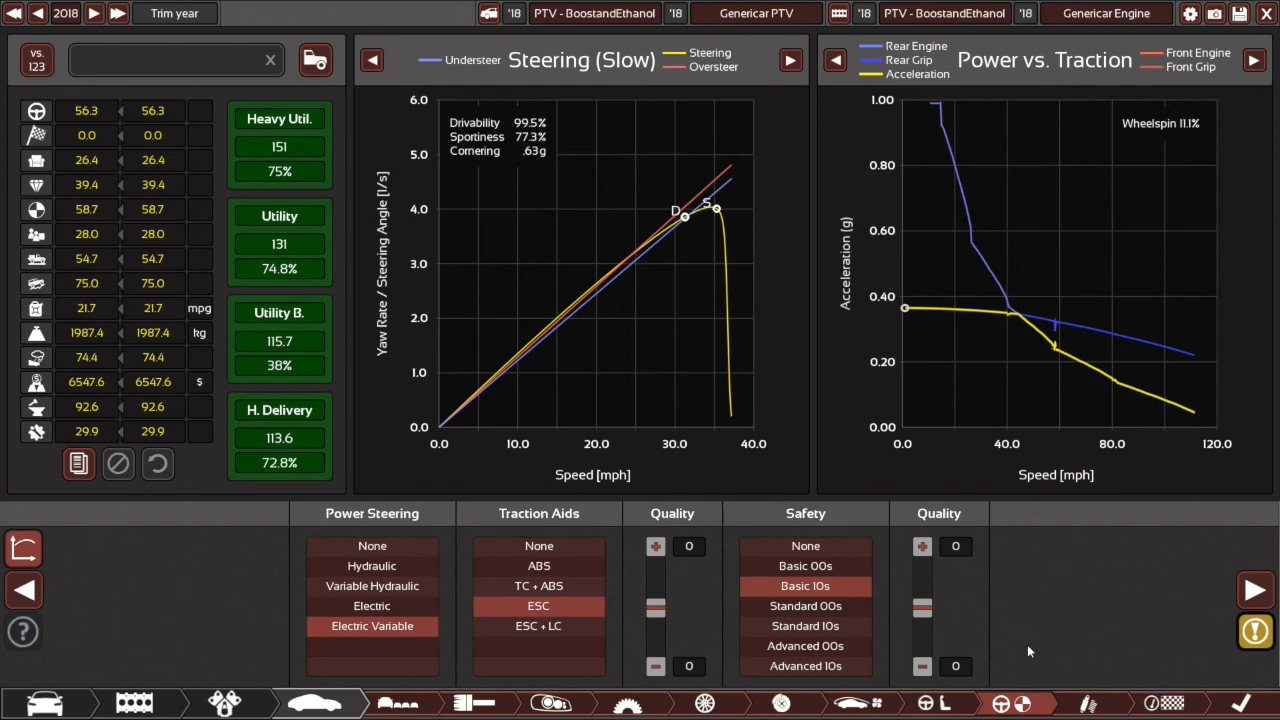 2018
Trim year
'18
PTV - BoostandEthanol
'18
Genericar PTV
'18
PTV - BoostandEthanol
'18
Genericar Engine
vs.
123
56.3 56.3
0.0 0.0
26.4 26.4
39.4 39.4
58.7 58.7
28.0 28.0
54.7 54.7
75.0 75.0
21.7 21.7 mpg
1987.4 1987.4 kg
74.4 74.4
6547.6 6547.6 $
92.6 92.6
29.9 29.9
Heavy Util.
151
75%
Utility
131
74.8%
Utility B.
115.7
38%
H. Delivery
113.6
72.8%
Understeer
Steering (Slow)
Steering
Oversteer
Drivability 99.5%
Sportiness 77.3%
Cornering .63g
6.0
5.0
4.0
3.0
2.0
1.0
0.0
Yaw Rate / Steering Angle [1/s]
D
S
0.0 10.0 20.0 30.0 40.0
Speed [mph]
Rear Engine
Rear Grip
Acceleration
Power vs. Traction
Front Engine
Front Grip
Wheelspin 11.1%
1.00
0.80
0.60
0.40
0.20
0.00
Acceleration (g)
0.0 40.0 80.0 120.0
Speed [mph]
Power Steering
None
Hydraulic
Variable Hydraulic
Electric
Electric Variable
Traction Aids
None
ABS
TC + ABS
ESC
ESC + LC
Quality
0
0
Safety
None
Basic 00s
Basic 10s
Standard 00s
Standard 10s
Advanced 00s
Advanced 10s
Quality
0
0